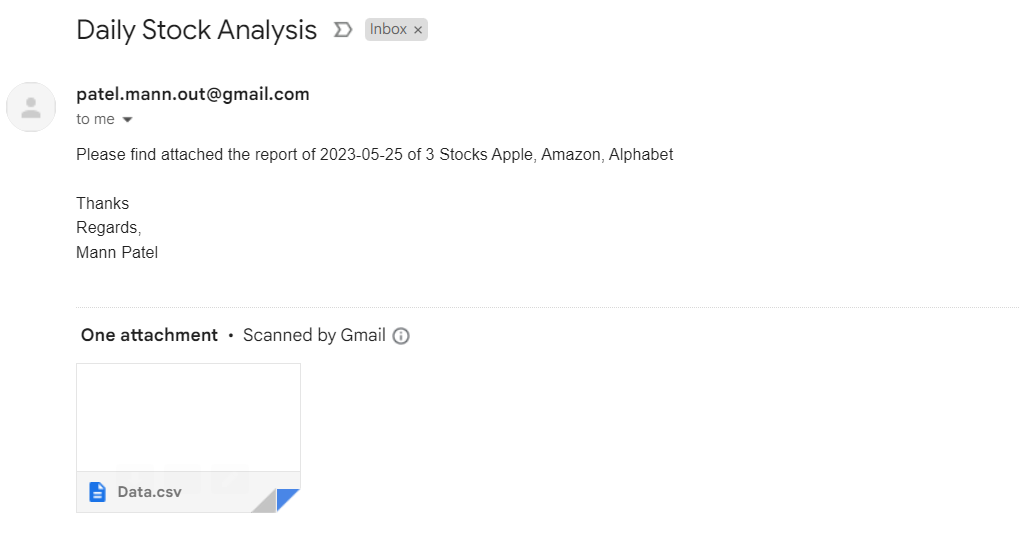 Daily Stock Analysis
Inbox ×
patel.mann.out@gmail.com
to me
Please find attached the report of 2023-05-25 of 3 Stocks Apple, Amazon, Alphabet
Thanks
Regards,
Mann Patel
One attachment • Scanned by Gmail
Data.csv